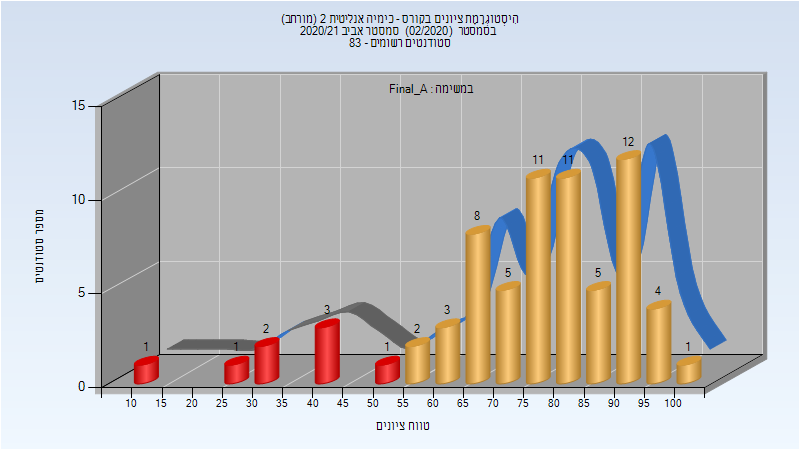 היסטוגרמת ציונים בקורס - כימיה אנליטית 2 (מורחב)
בסמסטר (02/2020) סמסטר אביב 2020/21
סטודנטים רשומים - 83
במשימה : Final_A
מספר סטודנטים
15
10
5
0
1
1
2
3
1
2
3
8
5
11
11
5
12
4
1
10 15 20 25 30 35 40 45 50 55 60 65 70 75 80 85 90 95 100
טווח ציונים